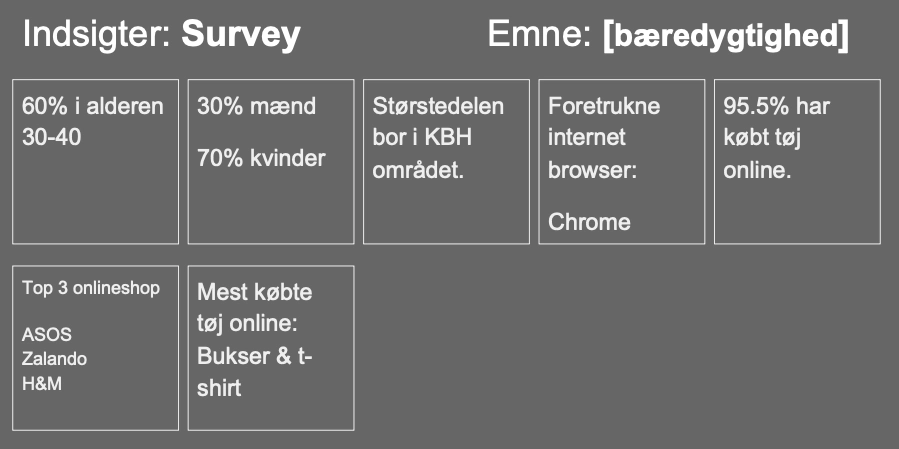 Indsigter: Survey
Emne: [bæredygtighed]
60% i alderen
30-40
30% mænd
70% kvinder
Størstedelen
bor i KBH
området.
Foretrukne
internet
browser:
Chrome
95.5% har
købt tøj
online.
Top 3 onlineshop
ASOS
Zalando
H&M
Mest købte
tøj online:
Bukser & t-
shirt